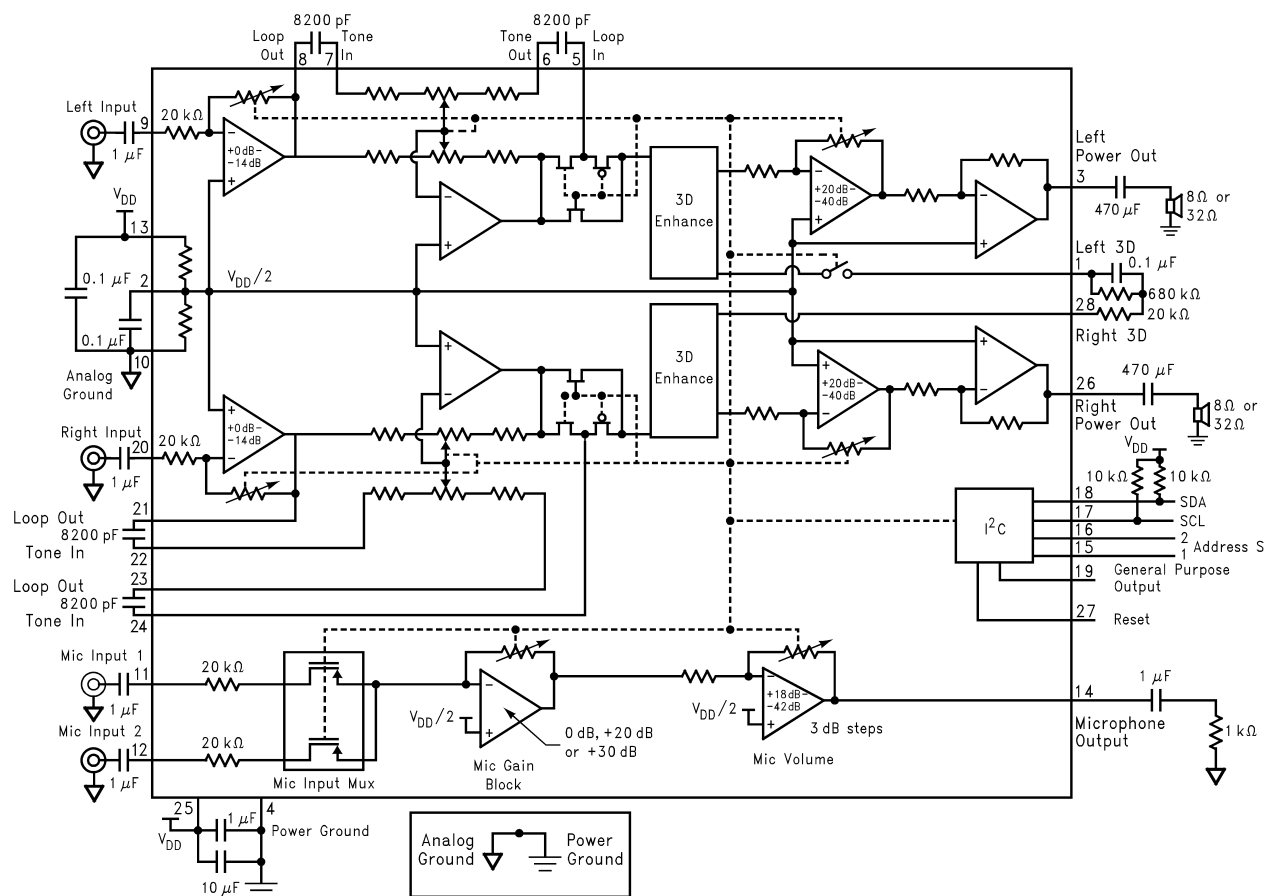 8200 pF
8200 pF
Loop
Out
Tone
In
Tone
Out
Loop
In
8
7
6
5
Left Input
9
20 kΩ
1 μF
+0dB-
-14dB
3D
Enhance
+20dB-
-40dB
Left
Power Out
3
470 μF
8Ω or
32Ω
VDD
13
0.1 μF
2
VDD/2
0.1 μF
10
Analog
Ground
Left 3D
1
0.1 μF
680 kΩ
28
20 kΩ
Right 3D
3D
Enhance
+20dB-
-40dB
470 μF
26
Right
Power Out
8Ω or
32Ω
Right Input
20
20 kΩ
1 μF
+0dB-
-14dB
VDD
10 kΩ
10 kΩ
I2C
18
SDA
17
SCL
16
2
15
1
Address S
19
General Purpose
Output
27
Reset
21
Loop Out
8200 pF
Tone In
22
23
Loop Out
8200 pF
Tone In
24
Mic Input 1
11
20 kΩ
1 μF
Mic Input 2
12
20 kΩ
1 μF
Mic Input Mux
VDD/2
0 dB, +20 dB
or +30 dB
Mic Gain
Block
VDD/2
+18dB-
-42dB
3 dB steps
Mic Volume
14
1 μF
Microphone
Output
1 kΩ
25
4
VDD
1 μF
Power Ground
10 μF
Analog
Ground
Power
Ground
- + - + - + - + + - + - + - + - - + - +